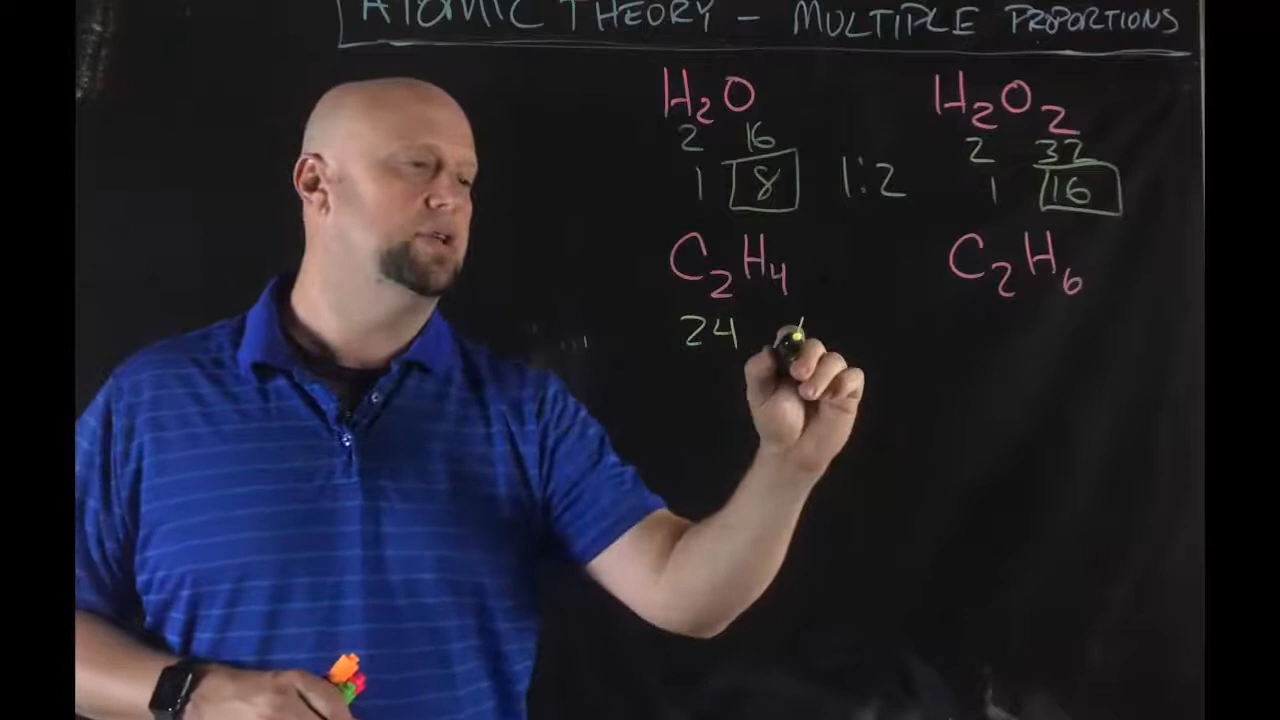 ATOMIC THEORY - MULTIPLE PROPORTIONS
H2O H2O2
2 16 2 32
1 8 1:2 1 16
C2H4 C2H6
24